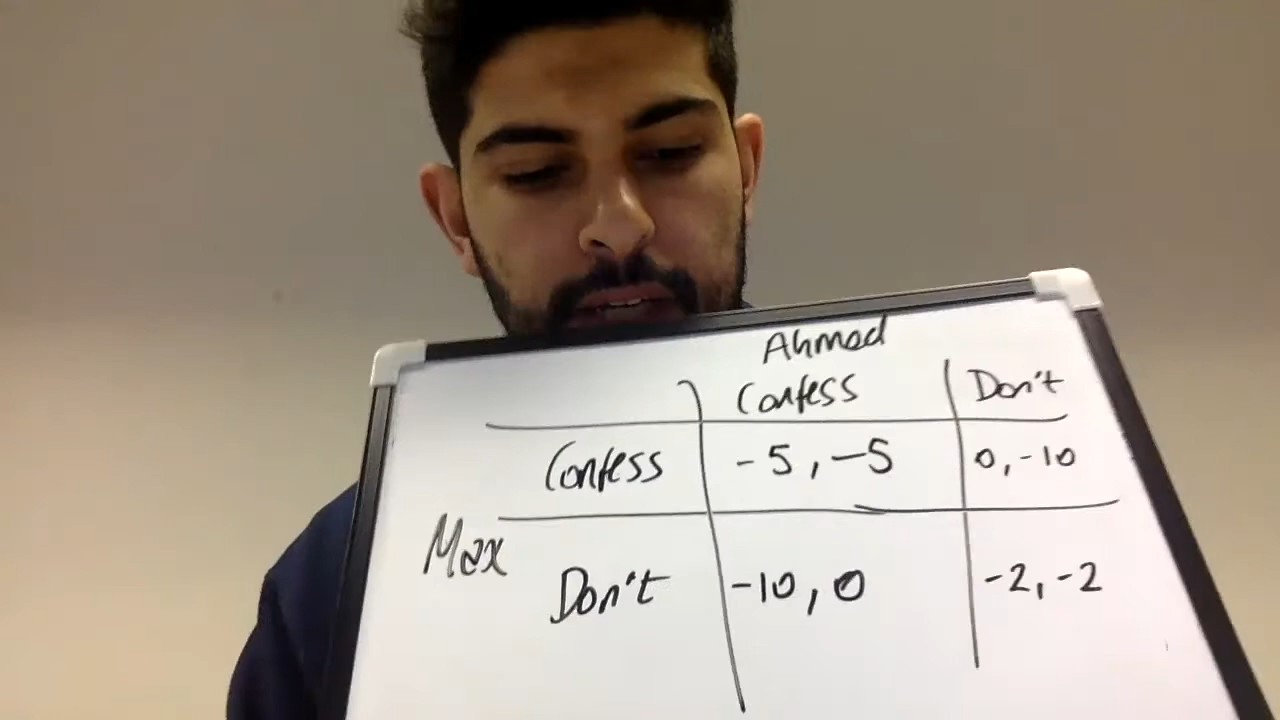 Ahmed
Confess Don't
Confess -5, -5 0, -10
Max
Don't -10, 0 -2, -2